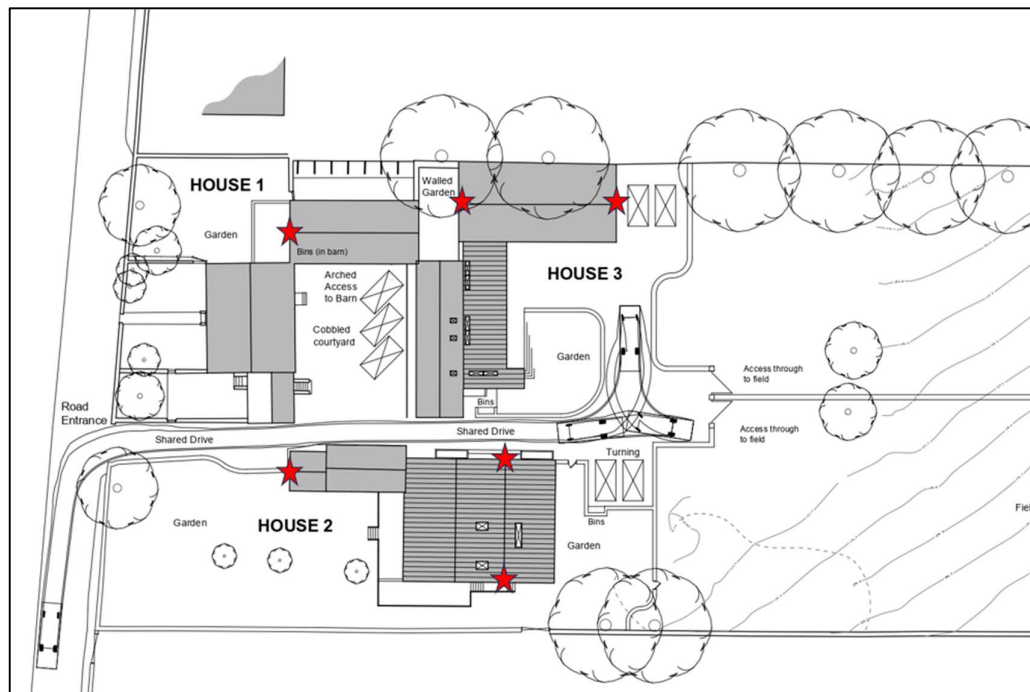 HOUSE 1
Walled
Garden
Garden
Bins (in barn)
Arched
Access
to Barn
HOUSE 3
Cobbled
courtyard
Garden
Access through
to field
Bins
Road
Entrance
Shared Drive
Shared Drive
Access through
to field
Turning
Garden
HOUSE 2
Bins
Garden
Fiel